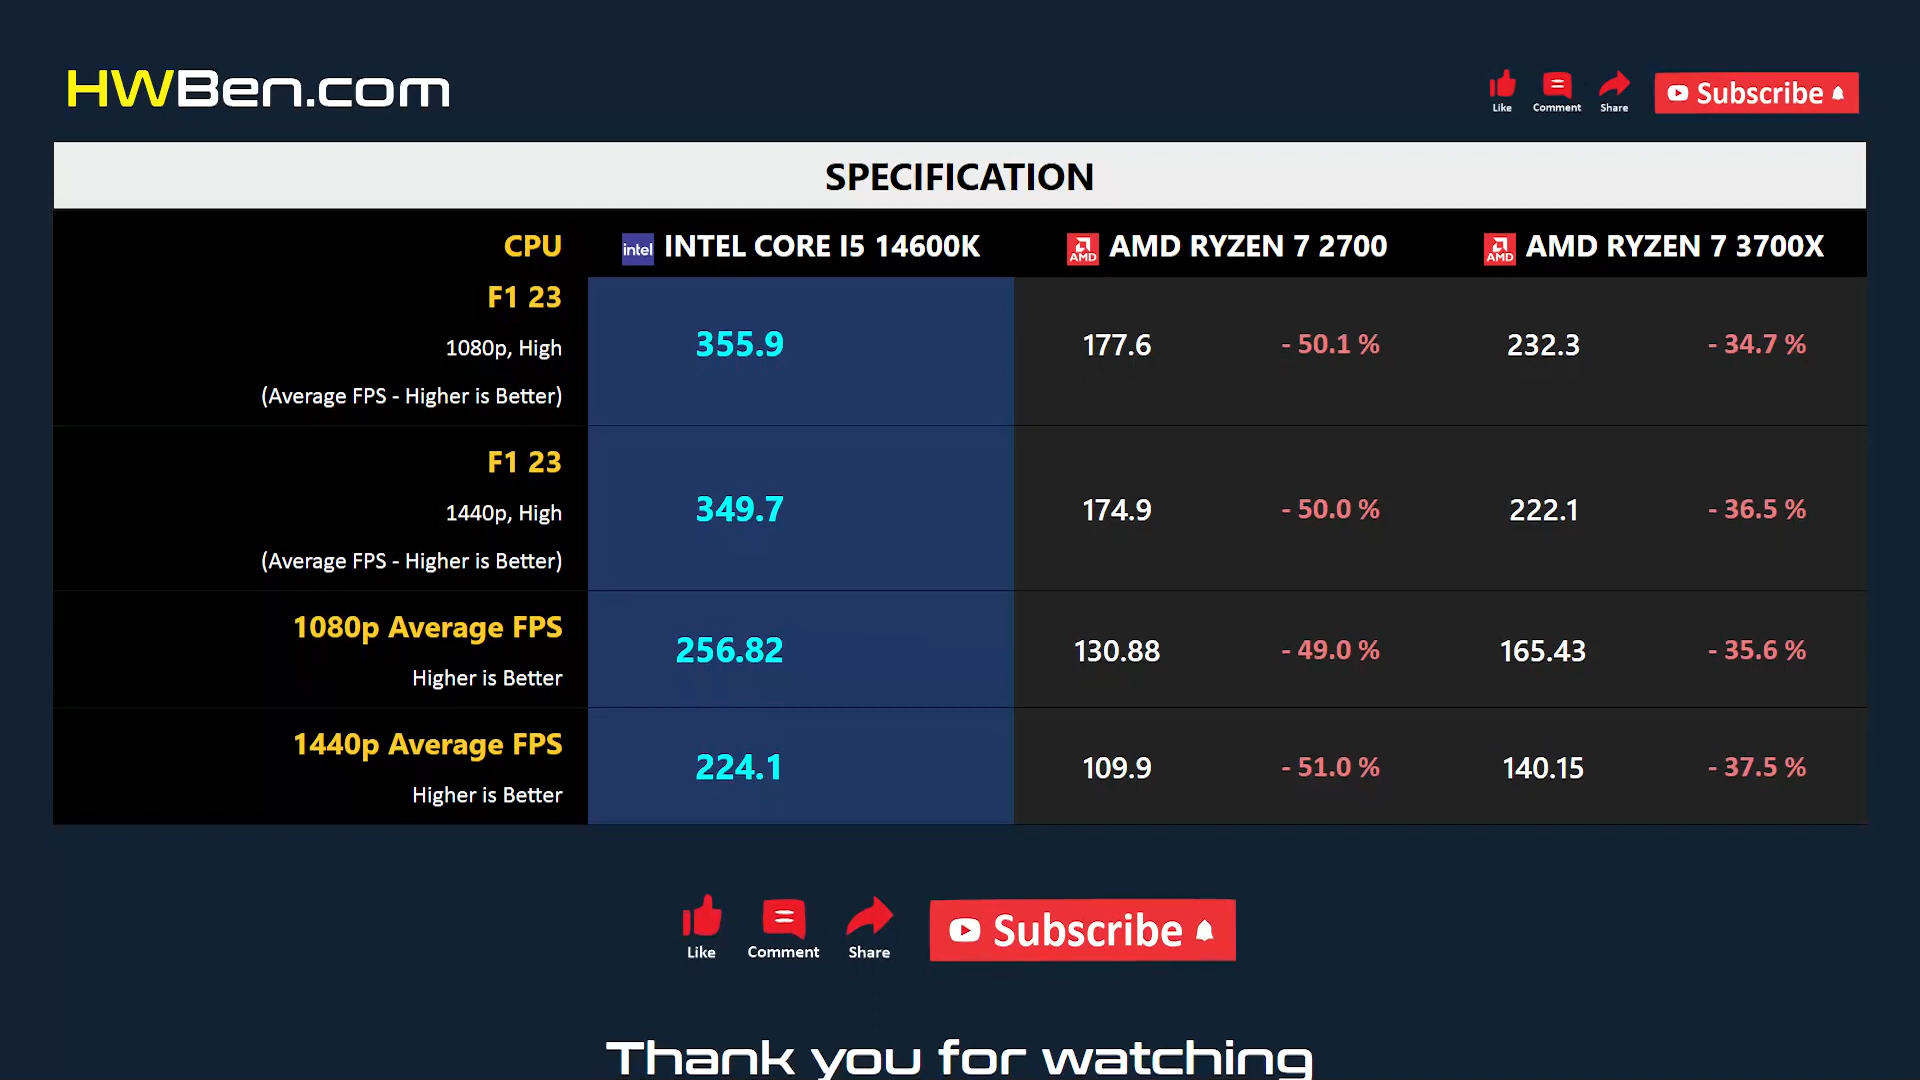 HWBen.com
Like Comment Share Subscribe
SPECIFICATION
CPU intel INTEL CORE I5 14600K AMD AMD RYZEN 7 2700 AMD AMD RYZEN 7 3700X
F1 23
1080p, High 355.9 177.6 - 50.1 % 232.3 - 34.7 %
(Average FPS - Higher is Better)
F1 23
1440p, High 349.7 174.9 - 50.0 % 222.1 - 36.5 %
(Average FPS - Higher is Better)
1080p Average FPS 256.82 130.88 - 49.0 % 165.43 - 35.6 %
Higher is Better
1440p Average FPS 224.1 109.9 - 51.0 % 140.15 - 37.5 %
Higher is Better
Like Comment Share Subscribe
Thank you for watching